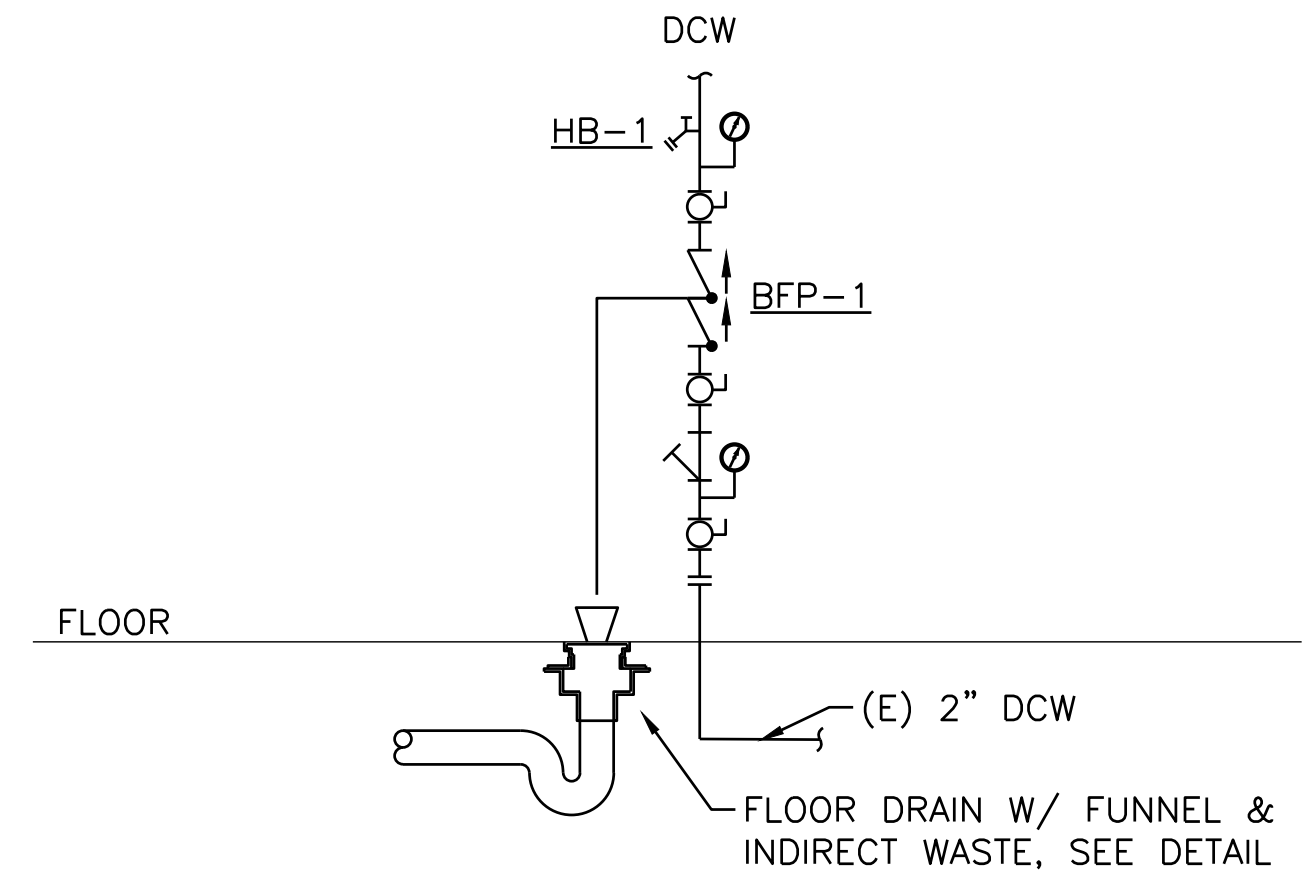 DCW
HB-1
BFP-1
FLOOR
(E) 2" DCW
FLOOR DRAIN W/ FUNNEL &
INDIRECT WASTE, SEE DETAIL